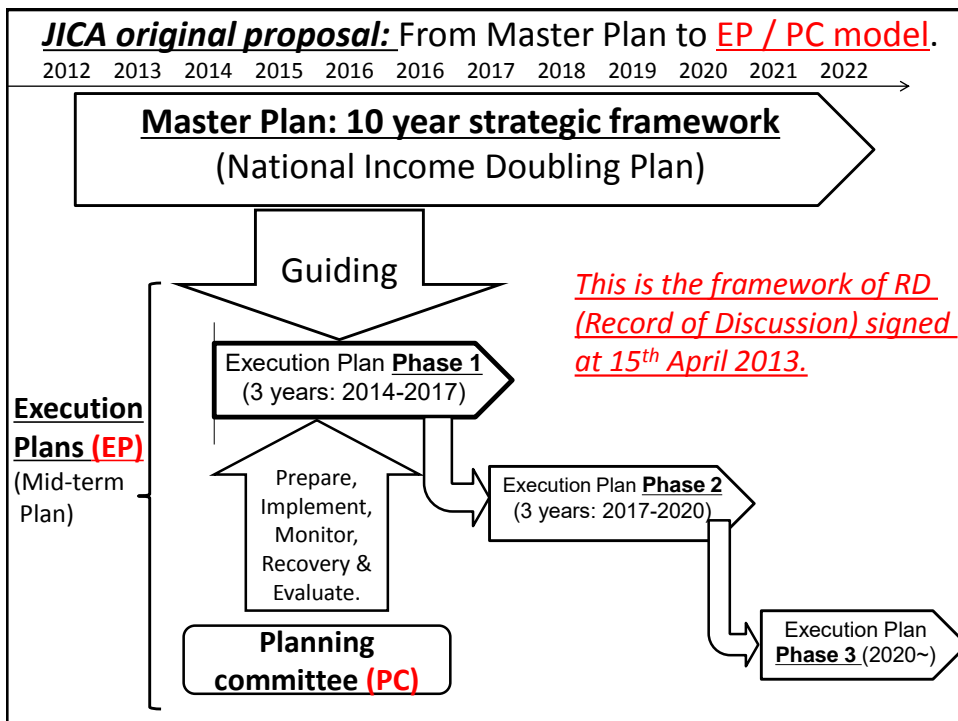 JICA original proposal: From Master Plan to EP / PC model.
2012 2013 2014 2015 2016 2016 2017 2018 2019 2020 2021 2022
Master Plan: 10 year strategic framework
(National Income Doubling Plan)
Guiding
This is the framework of RD
(Record of Discussion) signed
at 15th April 2013.
Execution Plan Phase 1
(3 years: 2014-2017)
Execution
Plans (EP)
(Mid-term
Plan)
Prepare,
Implement,
Monitor,
Recovery &
Evaluate.
Execution Plan Phase 2
(3 years: 2017-2020)
Planning
committee (PC)
Execution Plan
Phase 3 (2020~)